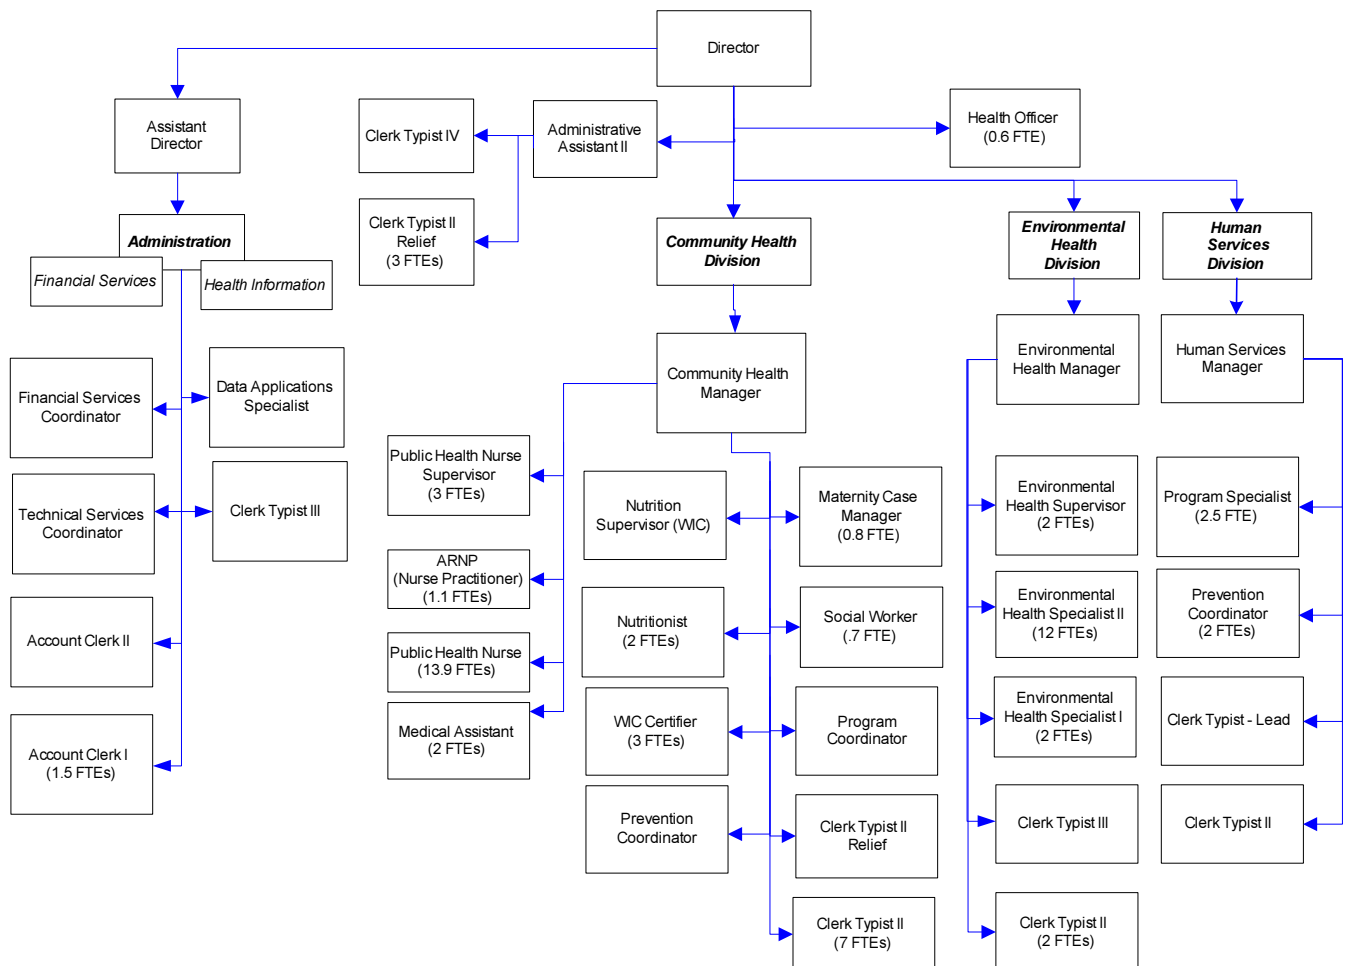 Director
Assistant
Director
Clerk Typist IV
Administrative
Assistant II
Health Officer
(0.6 FTE)
Clerk Typist II
Relief
(3 FTEs)
Administration
Financial Services
Health Information
Community Health
Division
Environmental
Health
Division
Human
Services
Division
Financial Services
Coordinator
Data Applications
Specialist
Technical Services
Coordinator
Clerk Typist III
Account Clerk II
Account Clerk I
(1.5 FTEs)
Community Health
Manager
Public Health Nurse
Supervisor
(3 FTEs)
ARNP
(Nurse Practitioner)
(1.1 FTEs)
Public Health Nurse
(13.9 FTEs)
Medical Assistant
(2 FTEs)
Nutrition
Supervisor (WIC)
Maternity Case
Manager
(0.8 FTE)
Nutritionist
(2 FTEs)
Social Worker
(.7 FTE)
WIC Certifier
(3 FTEs)
Program
Coordinator
Prevention
Coordinator
Clerk Typist II
Relief
Clerk Typist II
(7 FTEs)
Environmental
Health Manager
Environmental
Health Supervisor
(2 FTEs)
Environmental
Health Specialist II
(12 FTEs)
Environmental
Health Specialist I
(2 FTEs)
Clerk Typist III
Clerk Typist II
(2 FTEs)
Human Services
Manager
Program Specialist
(2.5 FTE)
Prevention
Coordinator
(2 FTEs)
Clerk Typist - Lead
Clerk Typist II